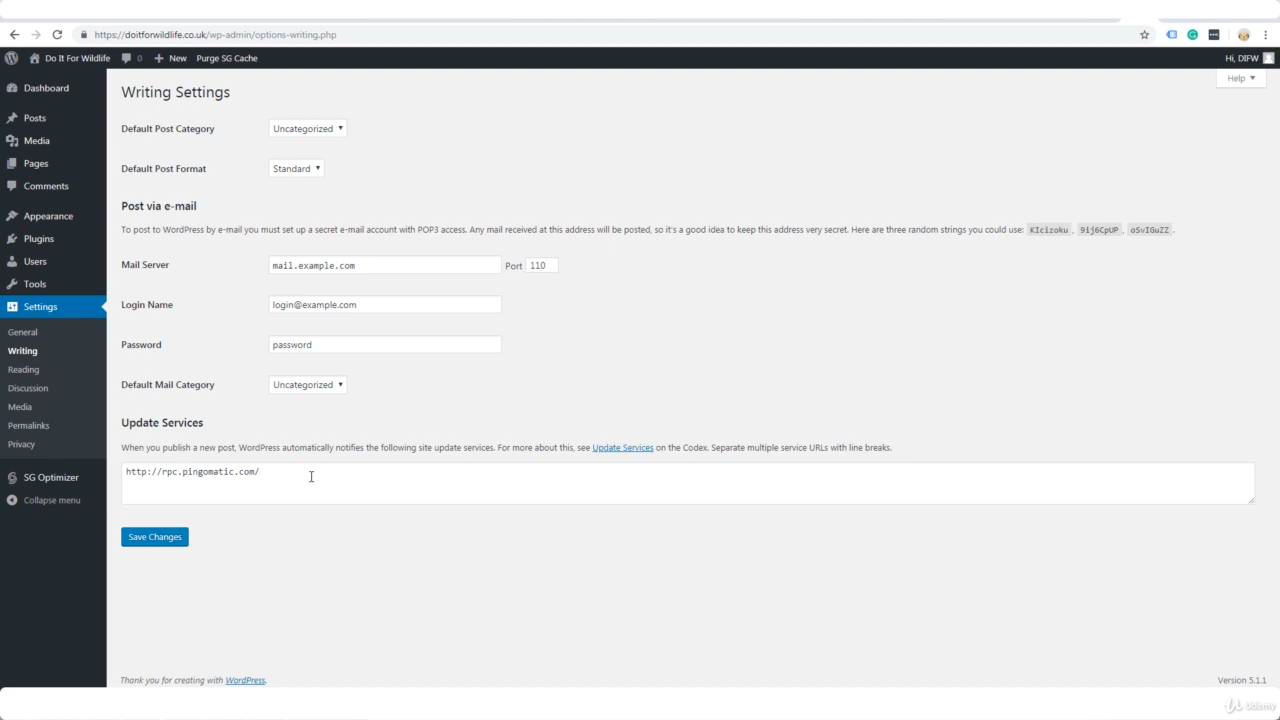 https://doitforwildlife.co.uk/wp-admin/options-writing.php
Do It For Wildlife 0 New Purge SG Cache Hi, DIFW
Help ▼
Dashboard
Posts
Media
Pages
Comments
Appearance
Plugins
Users
Tools
Settings
General
Writing
Reading
Discussion
Media
Permalinks
Privacy
SG Optimizer
Collapse menu
Writing Settings
Default Post Category Uncategorized ▼
Default Post Format Standard ▼
Post via e-mail
To post to WordPress by e-mail you must set up a secret e-mail account with POP3 access. Any mail received at this address will be posted, so it's a good idea to keep this address very secret. Here are three random strings you could use: KIcizoku , 9ij6CpUP , oSvIGuZZ .
Mail Server mail.example.com Port 110
Login Name login@example.com
Password password
Default Mail Category Uncategorized ▼
Update Services
When you publish a new post, WordPress automatically notifies the following site update services. For more about this, see Update Services on the Codex. Separate multiple service URLs with line breaks.
http://rpc.pingomatic.com/
Save Changes
Thank you for creating with WordPress. Version 5.1.1
Udemy